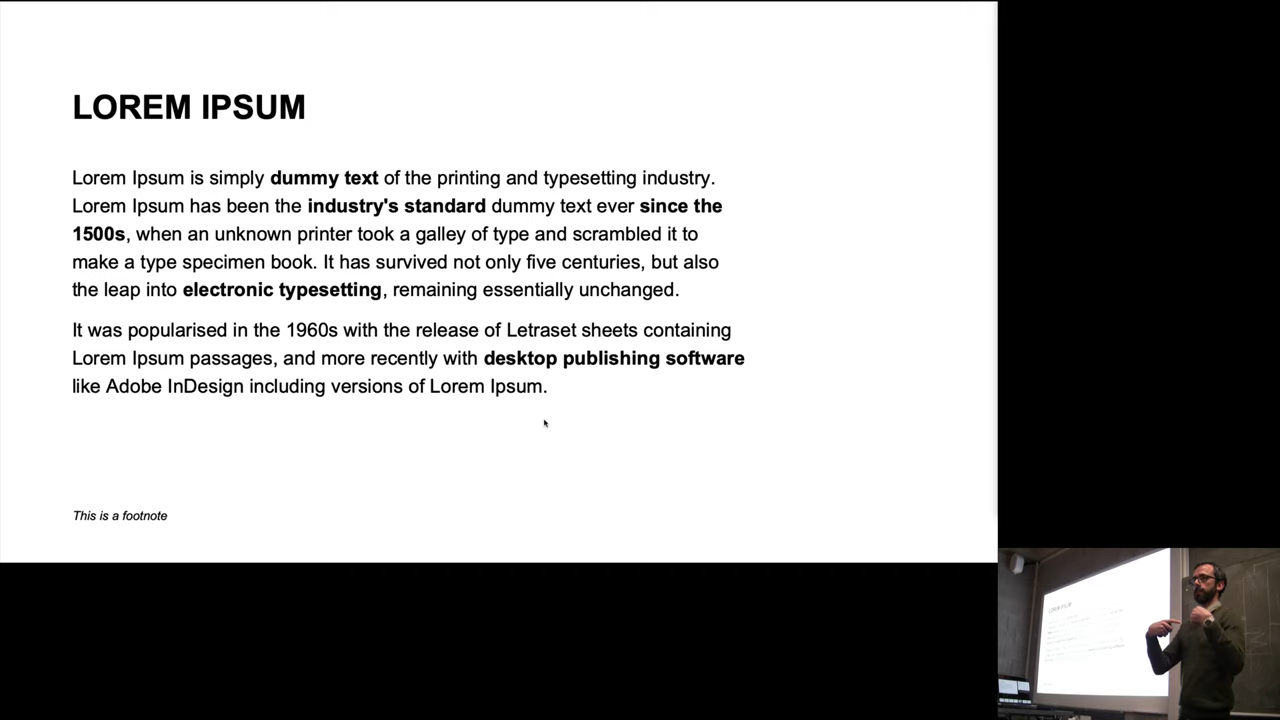 LOREM IPSUM
Lorem Ipsum is simply dummy text of the printing and typesetting industry.
Lorem Ipsum has been the industry's standard dummy text ever since the
1500s, when an unknown printer took a galley of type and scrambled it to
make a type specimen book. It has survived not only five centuries, but also
the leap into electronic typesetting, remaining essentially unchanged.
It was popularised in the 1960s with the release of Letraset sheets containing
Lorem Ipsum passages, and more recently with desktop publishing software
like Adobe InDesign including versions of Lorem Ipsum.
This is a footnote
LOREM IPSUM